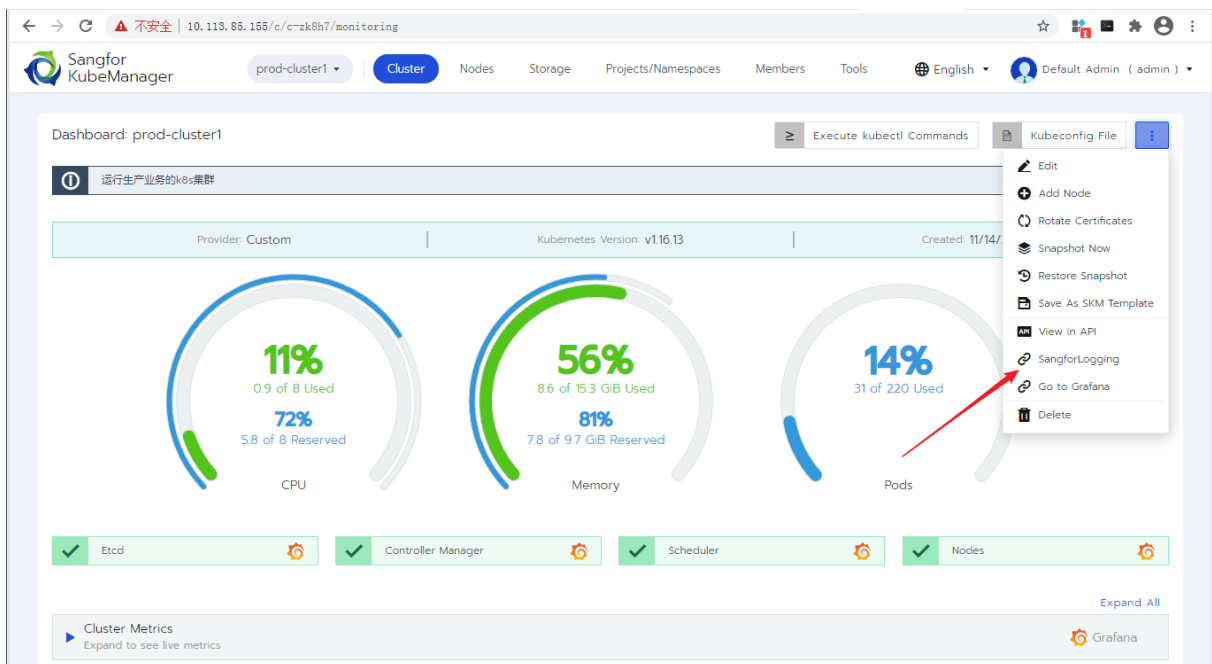 不安全 | 10.113.85.155/c/c-zk8h7/monitoring
1
Sangfor
KubeManager
prod-cluster1 Cluster Nodes Storage Projects/Namespaces Members Tools English Default Admin ( admin )
Dashboard: prod-cluster1
Execute kubectl Commands Kubeconfig File
运行生产业务的k8s集群
Provider: Custom Kubernetes Version: v1.16.13 Created: 11/14/
Edit
Add Node
Rotate Certificates
Snapshot Now
Restore Snapshot
Save As SKM Template
API View in API
SangforLogging
Go to Grafana
Delete
11%
0.9 of 8 Used
72%
5.8 of 8 Reserved
CPU
56%
8.6 of 15.3 GiB Used
81%
7.8 of 9.7 GiB Reserved
Memory
14%
31 of 220 Used
Pods
Etcd Controller Manager Scheduler Nodes
Expand All
Cluster Metrics
Expand to see live metrics
Grafana